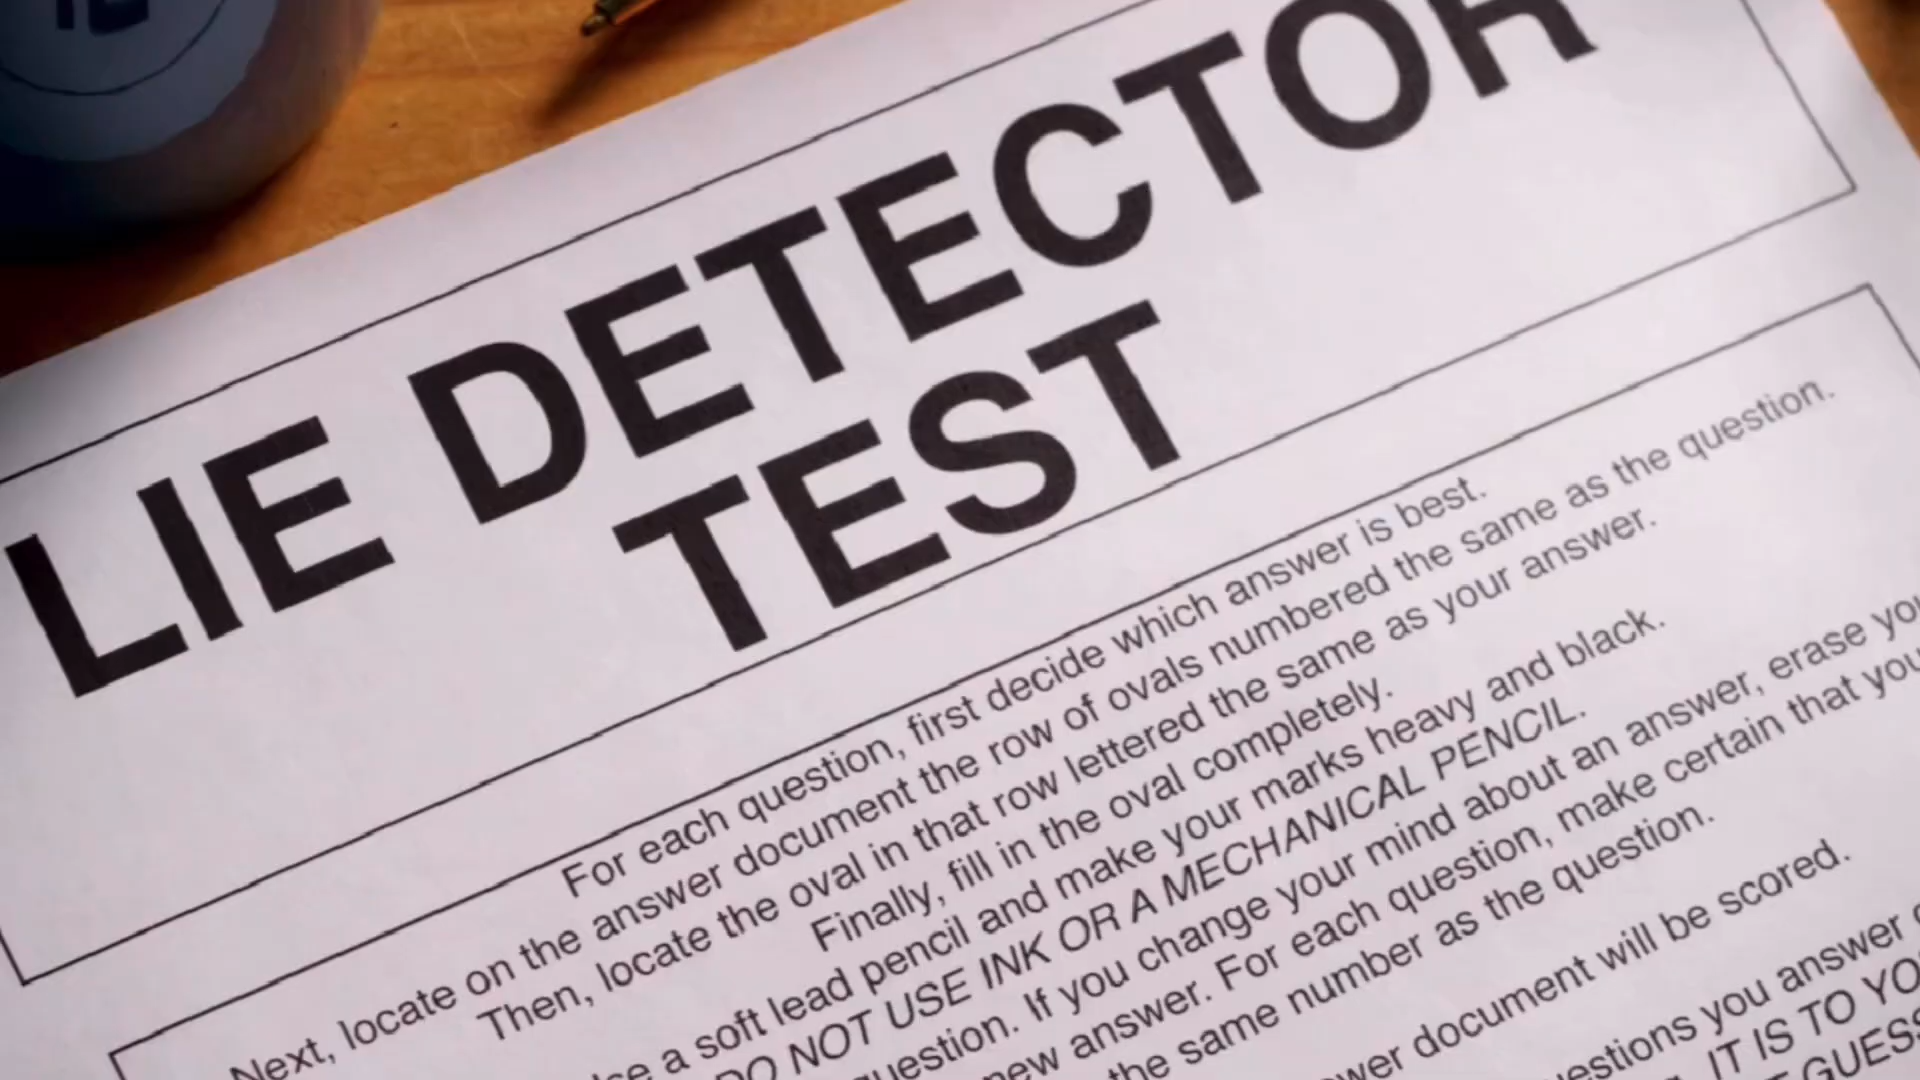 LIE DETECTOR
TEST
For each question, first decide which answer is best.
Next, locate on the answer document the row of ovals numbered the same as the question.
Then, locate the oval in that row lettered the same as your answer.
Finally, fill in the oval completely.
a soft lead pencil and make your marks heavy and black.
DO NOT USE INK OR A MECHANICAL PENCIL.
question. If you change your mind about an answer, erase
new answer. For each question, make certain that you
the same number as the question.
document will be scored.
you answer
IT IS TO